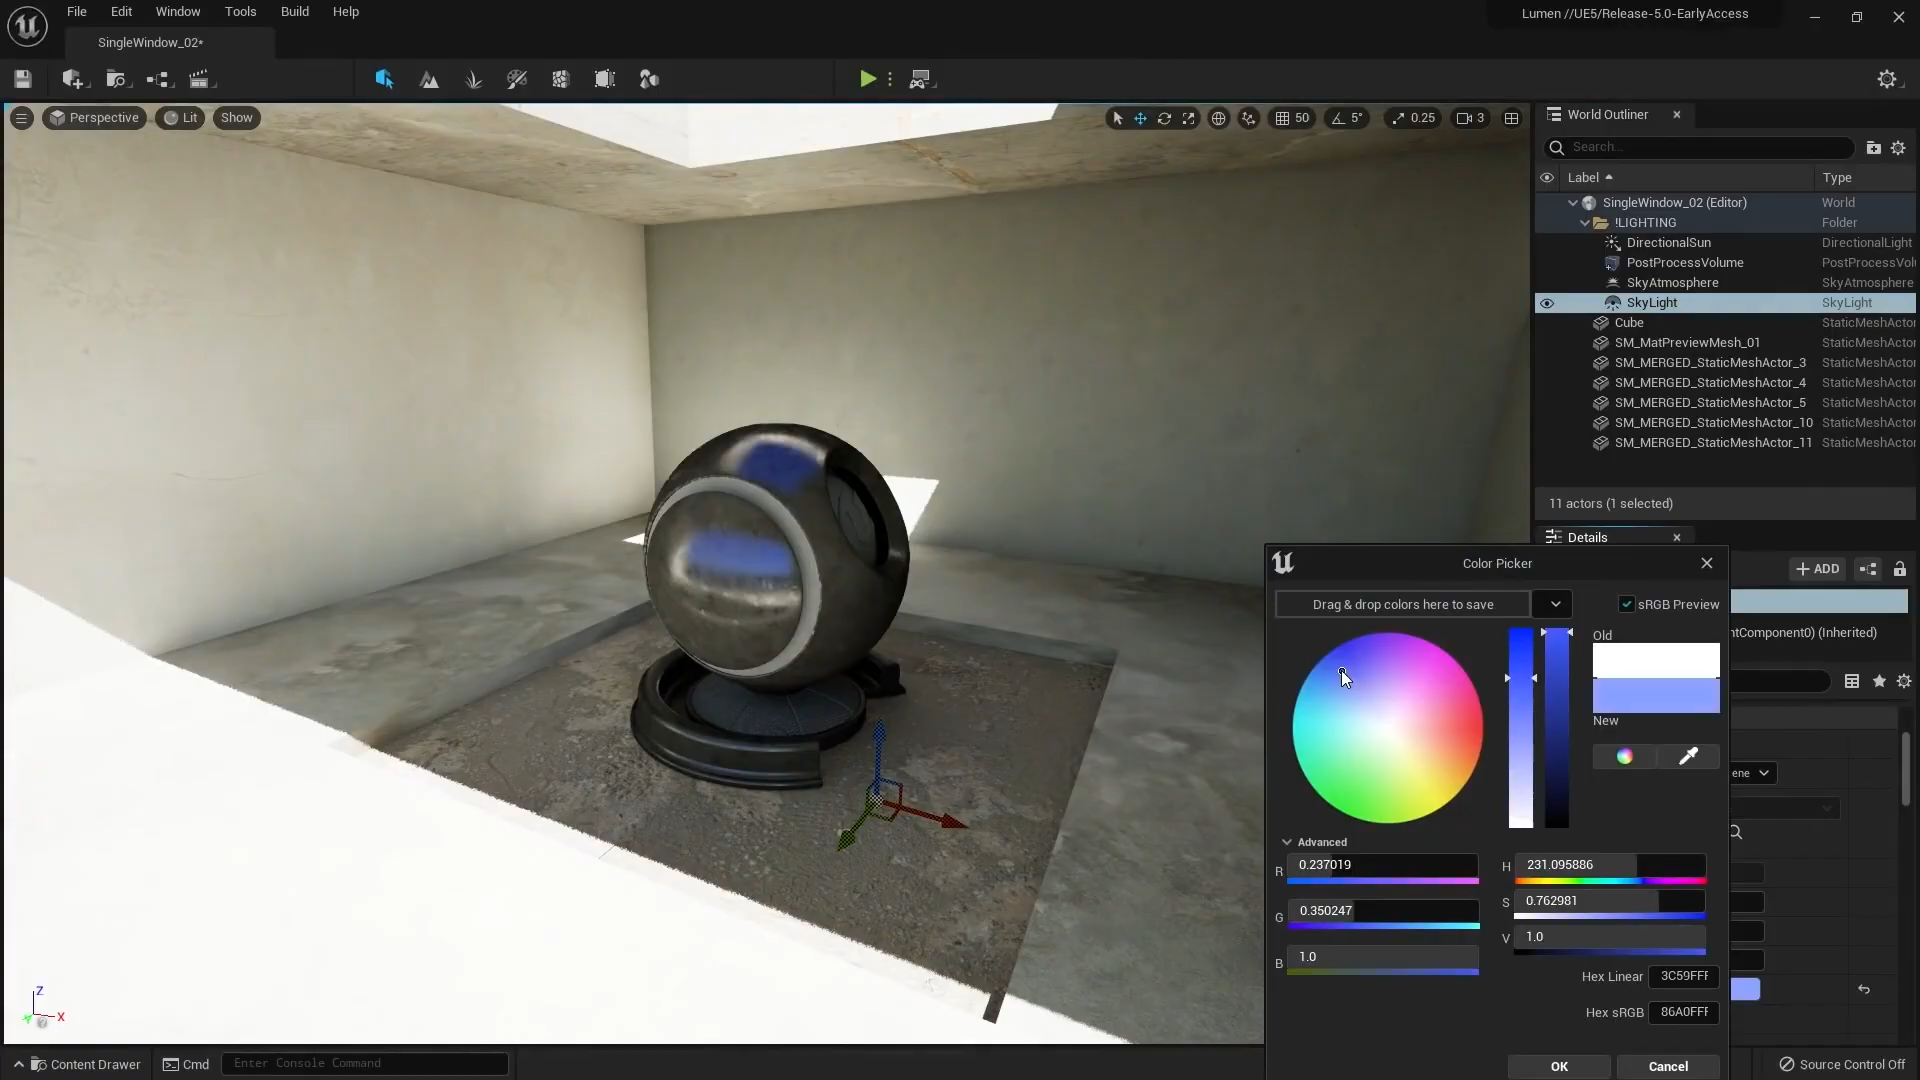 File Edit Window Tools Build Help
Lumen //UE5/Release-5.0-EarlyAccess
SingleWindow_02*
Perspective Lit Show
50 5° 0.25 3
World Outliner
Search...
Label Type
SingleWindow_02 (Editor) World
!LIGHTING Folder
DirectionalSun DirectionalLight
PostProcessVolume PostProcessVol
SkyAtmosphere SkyAtmosphere
SkyLight SkyLight
Cube StaticMeshActor
SM_MatPreviewMesh_01 StaticMeshActor
SM_MERGED_StaticMeshActor_3 StaticMeshActor
SM_MERGED_StaticMeshActor_4 StaticMeshActor
SM_MERGED_StaticMeshActor_5 StaticMeshActor
SM_MERGED_StaticMeshActor_10 StaticMeshActor
SM_MERGED_StaticMeshActor_11 StaticMeshActor
11 actors (1 selected)
Details
Color Picker
+ ADD
Drag & drop colors here to save
sRGB Preview
Old
ntComponent0) (Inherited)
New
ene
Advanced
R 0.237019 H 231.095886
G 0.350247 S 0.762981
B 1.0 V 1.0
Hex Linear 3C59FFF
Hex sRGB 86A0FFF
OK Cancel
Z
X
Content Drawer Cmd Enter Console Command
Source Control Off